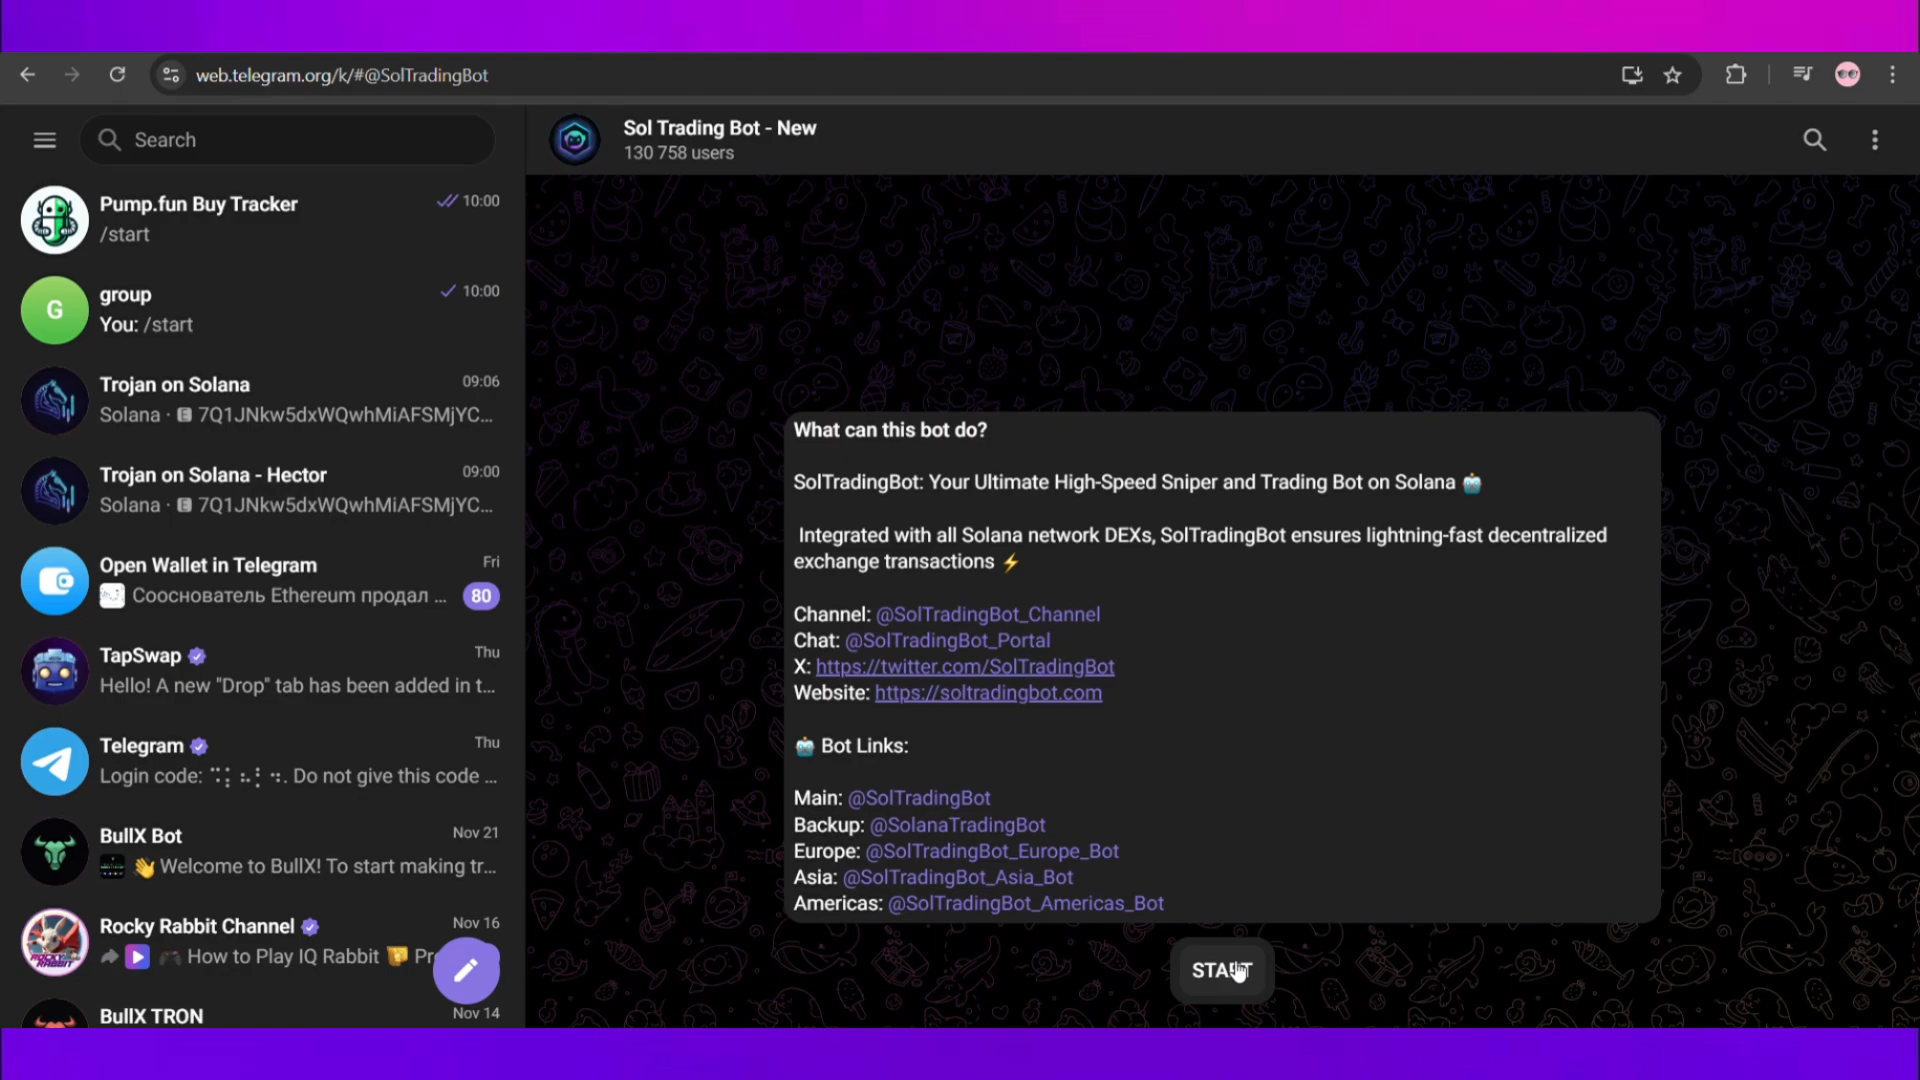 web.telegram.org/k/#@SolTradingBot
Search
Sol Trading Bot - New
130 758 users
Pump.fun Buy Tracker
10:00
/start
G
group
10:00
You: /start
Trojan on Solana
09:06
Solana · E 7Q1JNkw5dxWQwhMiAFSMjYC...
Trojan on Solana - Hector
09:00
Solana · E 7Q1JNkw5dxWQwhMiAFSMjYC...
Open Wallet in Telegram
Fri
Сооснователь Ethereum продал ...
80
TapSwap
Thu
Hello! A new "Drop" tab has been added in t...
Telegram
Thu
Login code: . Do not give this code ...
BullX Bot
Nov 21
👋 Welcome to BullX! To start making tr...
Rocky Rabbit Channel
Nov 16
ROCKY RABBIT
🎮 How to Play IQ Rabbit
BullX TRON
Nov 14
What can this bot do?
SolTradingBot: Your Ultimate High-Speed Sniper and Trading Bot on Solana 🤖
Integrated with all Solana network DEXs, SolTradingBot ensures lightning-fast decentralized
exchange transactions ⚡
Channel: @SolTradingBot_Channel
Chat: @SolTradingBot_Portal
X: https://twitter.com/SolTradingBot
Website: https://soltradingbot.com
🤖 Bot Links:
Main: @SolTradingBot
Backup: @SolanaTradingBot
Europe: @SolTradingBot_Europe_Bot
Asia: @SolTradingBot_Asia_Bot
Americas: @SolTradingBot_Americas_Bot
START